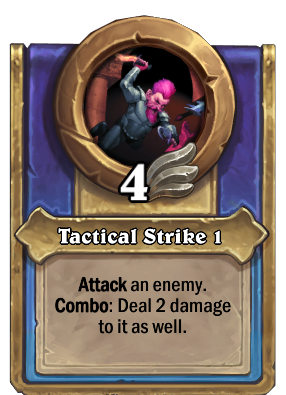 4
Tactical Strike 1
Attack an enemy.
Combo: Deal 2 damage
to it as well.